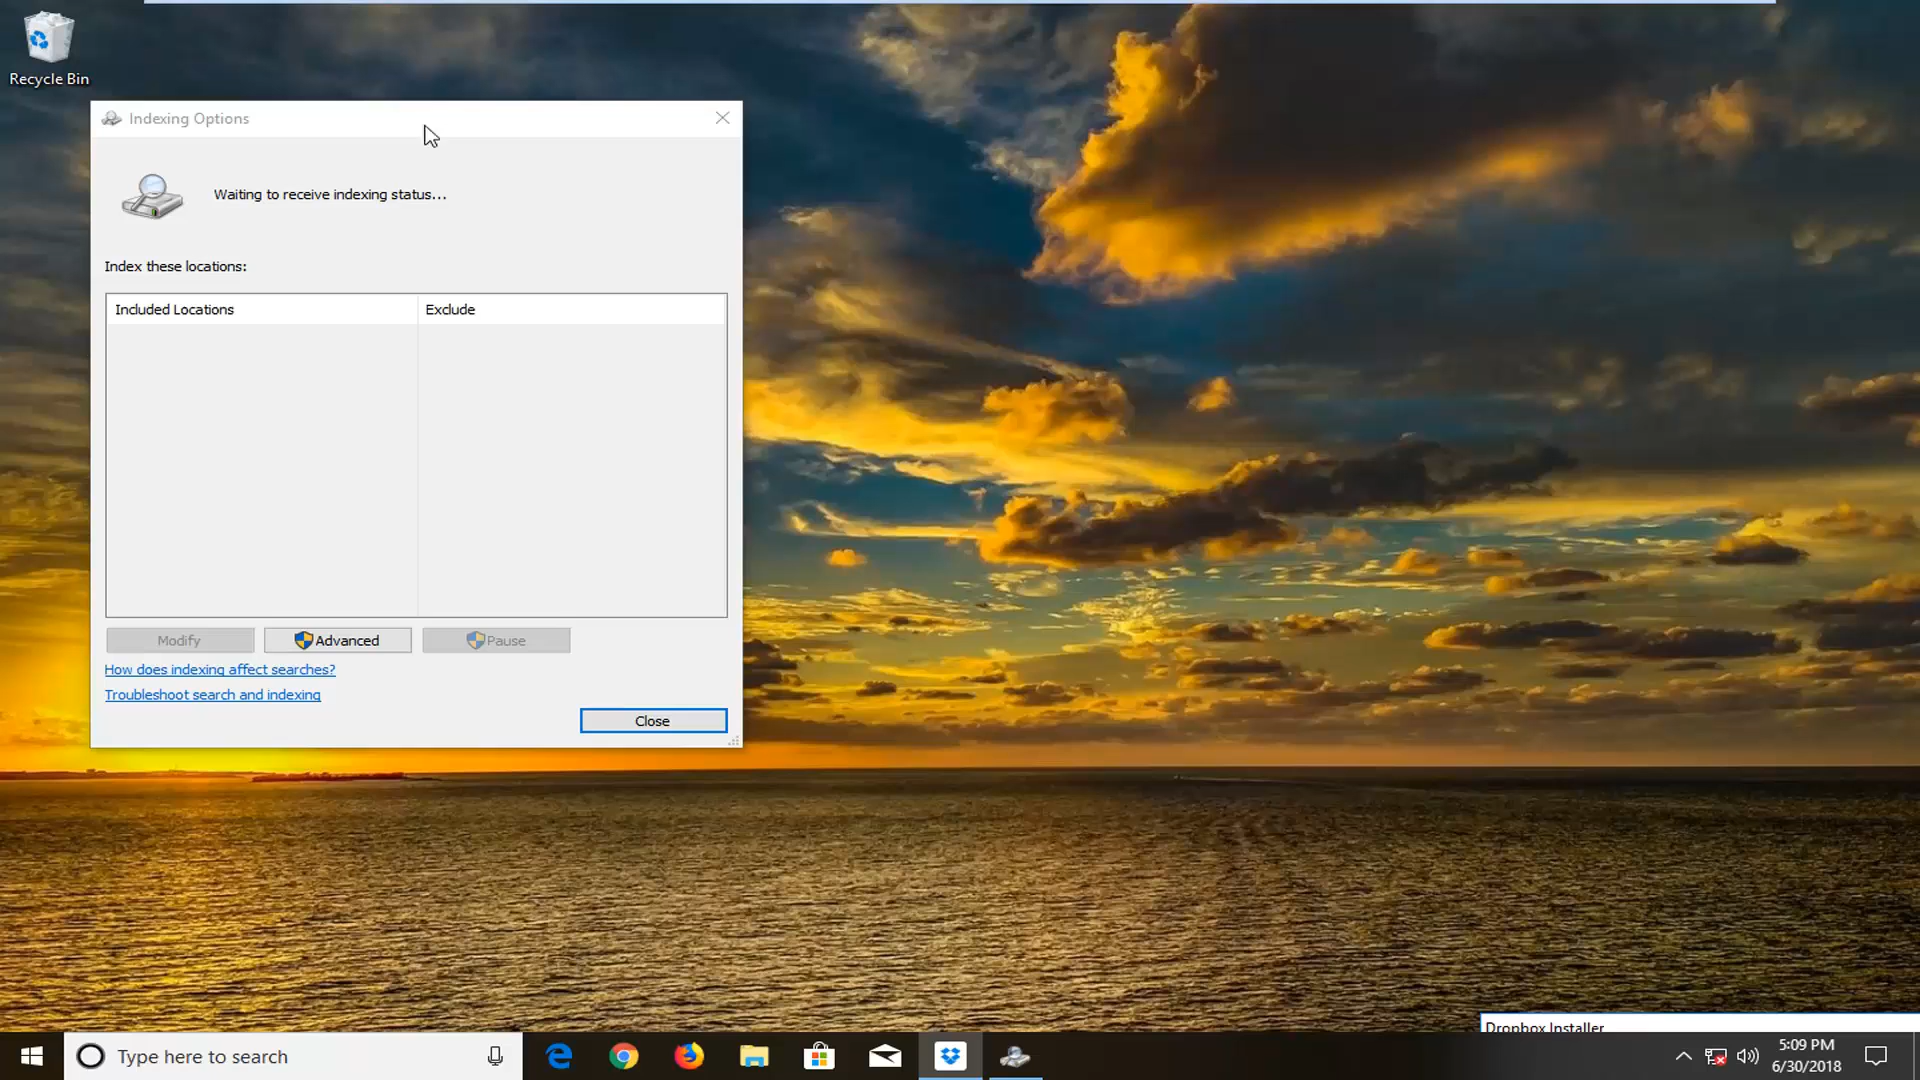 Recycle Bin
Indexing Options
Waiting to receive indexing status...
Index these locations:
Included Locations
Exclude
Modify
Advanced
Pause
How does indexing affect searches?
Troubleshoot search and indexing
Close
Dropbox Installer
Type here to search
5:09 PM
6/30/2018